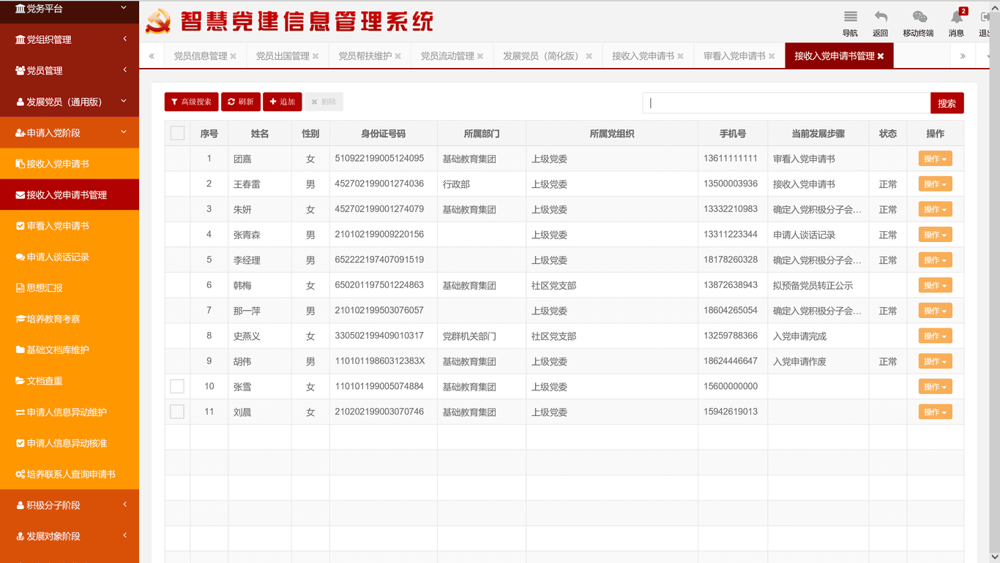 智慧党建信息管理系统
导航 返回 移动终端 消息 2
党务平台
党组织管理
党员管理
发展党员（通用版）
申请入党阶段
接收入党申请书
接收入党申请书管理
审看入党申请书
申请人谈话记录
思想汇报
培养教育考察
基础文档库维护
文档查重
申请人信息异动维护
申请人信息异动核准
培养联系人查询申请书
积极分子阶段
发展对象阶段
« 党员信息管理 党员出国管理 党员帮扶维护 党员流动管理 发展党员（简化版） 接收入党申请书 审看入党申请书 接收入党申请书管理 »
高级搜索 刷新 追加 删除 搜索
序号 姓名 性别 身份证号码 所属部门 所属党组织 手机号 当前发展步骤 状态 操作
1 团嘉 女 510922199005124095 基础教育集团 上级党委 13611111111 审看入党申请书 操作
2 王春雷 男 452702199001274036 行政部 上级党委 13500003936 接收入党申请书 正常 操作
3 朱妍 女 452702199001274079 基础教育集团 上级党委 13332210983 确定入党积极分子会... 正常 操作
4 张青森 男 210102199009220156 上级党委 13311223344 申请人谈话记录 正常 操作
5 李经理 男 652222197407091519 上级党委 18178260328 确定入党积极分子会... 正常 操作
6 韩梅 女 650201197501224863 基础教育集团 社区党支部 13872638943 拟预备党员转正公示 操作
7 那一萍 男 210102199503076057 上级党委 18604265054 确定入党积极分子会... 正常 操作
8 史燕义 女 330502199409010317 党群机关部门 社区党支部 13259788366 入党申请完成 操作
9 胡伟 男 11010119860312383X 基础教育集团 上级党委 18624446647 入党申请作废 正常 操作
10 张雪 女 110101199005074884 基础教育集团 上级党委 15600000000 操作
11 刘晨 女 210202199003070746 基础教育集团 上级党委 15942619013 操作